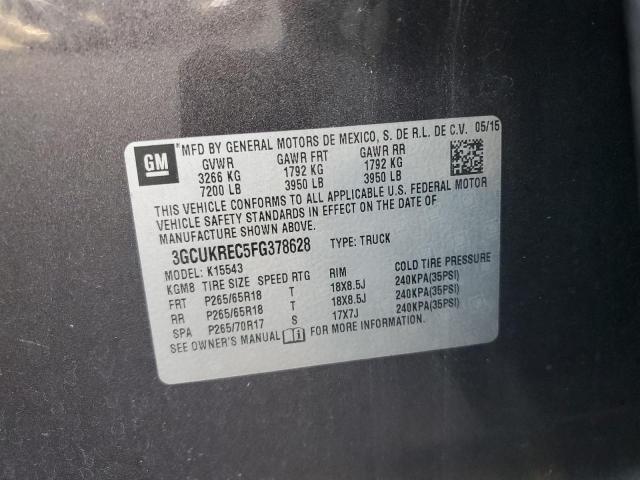 GM
*MFD BY GENERAL MOTORS DE MEXICO, S. DE R.L. DE C.V. 05/15
GVWR GAWR FRT GAWR RR
3266 KG 1792 KG 1792 KG
7200 LB 3950 LB 3950 LB
THIS VEHICLE CONFORMS TO ALL APPLICABLE U.S. FEDERAL MOTOR
VEHICLE SAFETY STANDARDS IN EFFECT ON THE DATE OF
MANUFACTURE SHOWN ABOVE.
3GCUKREC5FG378628 TYPE: TRUCK
MODEL: K15543
KGM8 TIRE SIZE SPEED RTG RIM COLD TIRE PRESSURE
FRT P265/65R18 T 18X8.5J 240KPA(35PSI)
RR P265/65R18 T 18X8.5J 240KPA(35PSI)
SPA P265/70R17 S 17X7J 240KPA(35PSI)
SEE OWNER'S MANUAL FOR MORE INFORMATION.